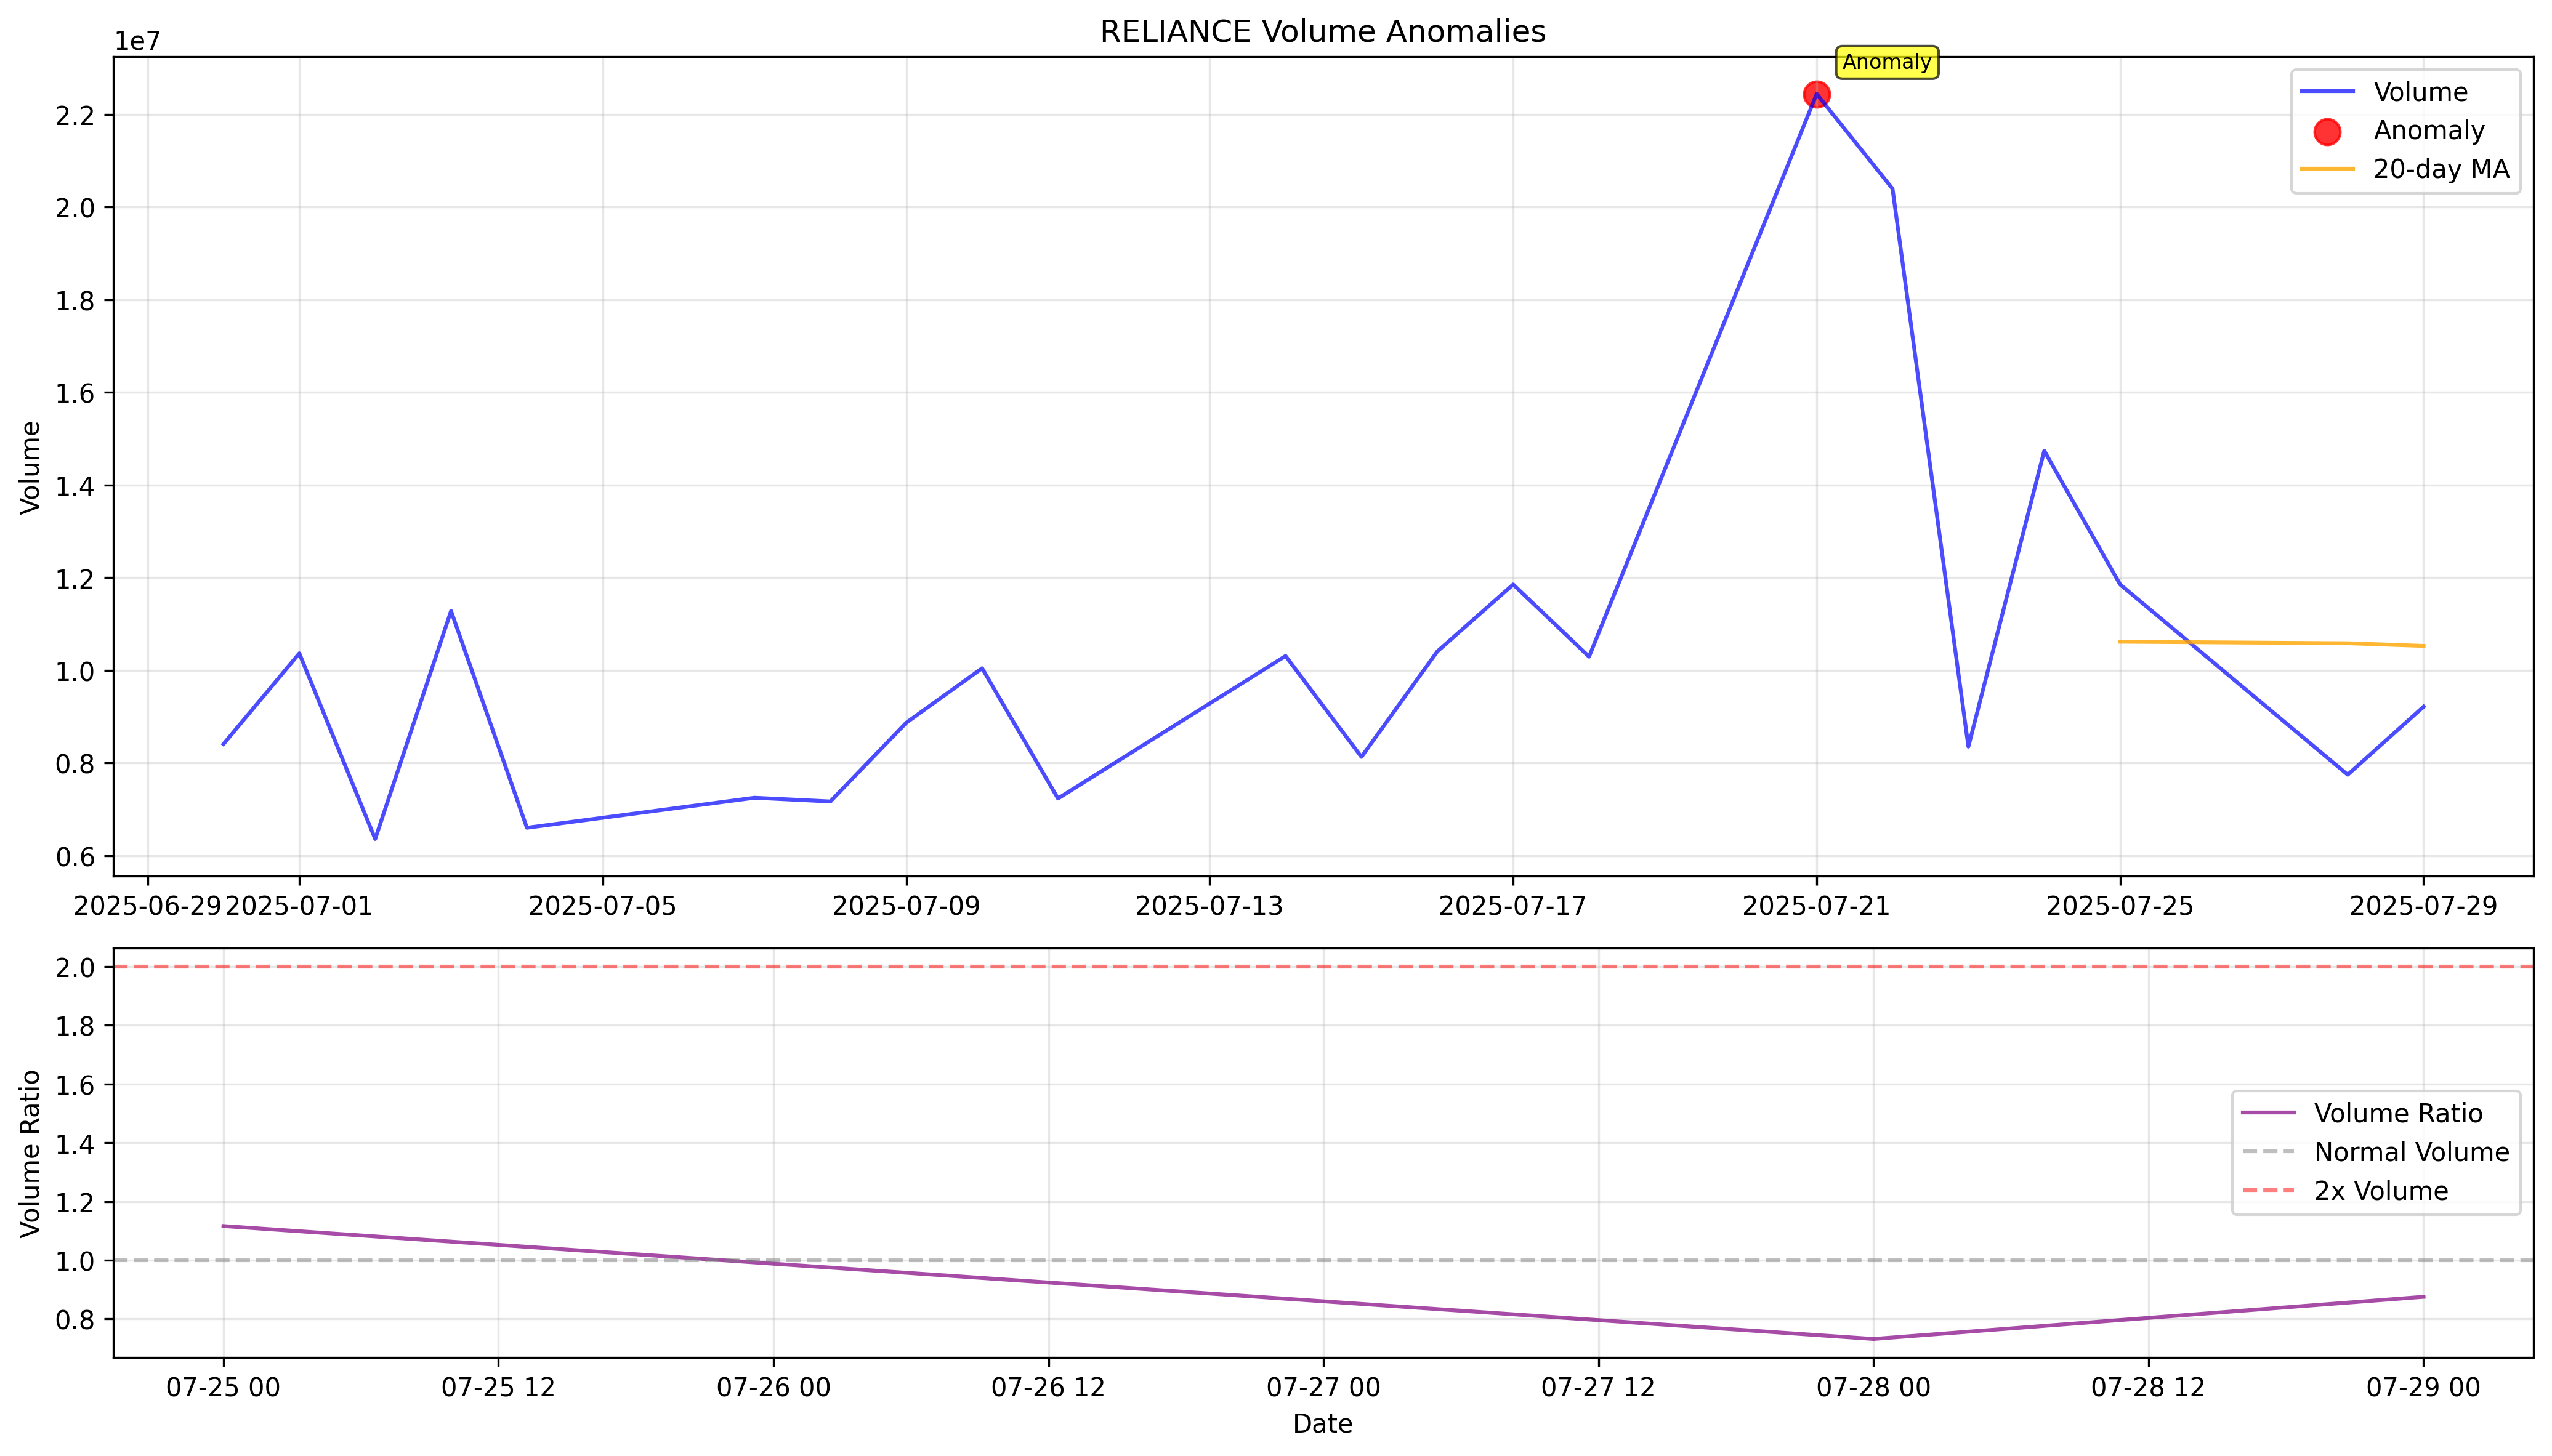 RELIANCE Volume Anomalies
1e7
Anomaly
Volume
Anomaly
20-day MA
2.2
2.0
1.8
1.6
1.4
1.2
1.0
0.8
0.6
Volume
2025-06-29 2025-07-01 2025-07-05 2025-07-09 2025-07-13 2025-07-17 2025-07-21 2025-07-25 2025-07-29
2.0
1.8
1.6
1.4
1.2
1.0
0.8
Volume Ratio
Volume Ratio
Normal Volume
2x Volume
07-25 00 07-25 12 07-26 00 07-26 12 07-27 00 07-27 12 07-28 00 07-28 12 07-29 00
Date